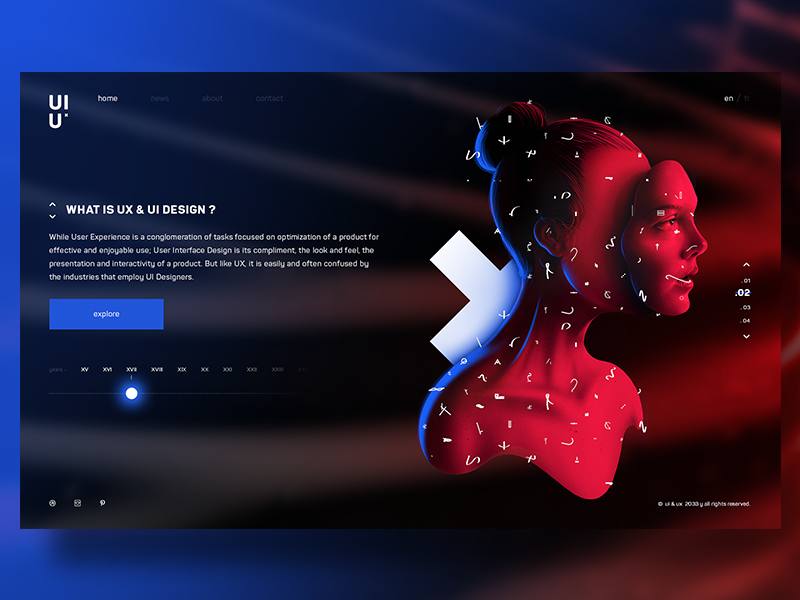 UI
U×
home news about contact
en /
WHAT IS UX & UI DESIGN ?
While User Experience is a conglomeration of tasks focused on optimization of a product for
effective and enjoyable use; User Interface Design is its compliment, the look and feel, the
presentation and interactivity of a product. But like UX, it is easily and often confused by
the industries that employ UI Designers.
explore
years - XV XVI XVII XVIII XIX XX XXI XXII XXIII
.01
.02
.03
.04
© ui & ux. 2033 y all rights reserved.